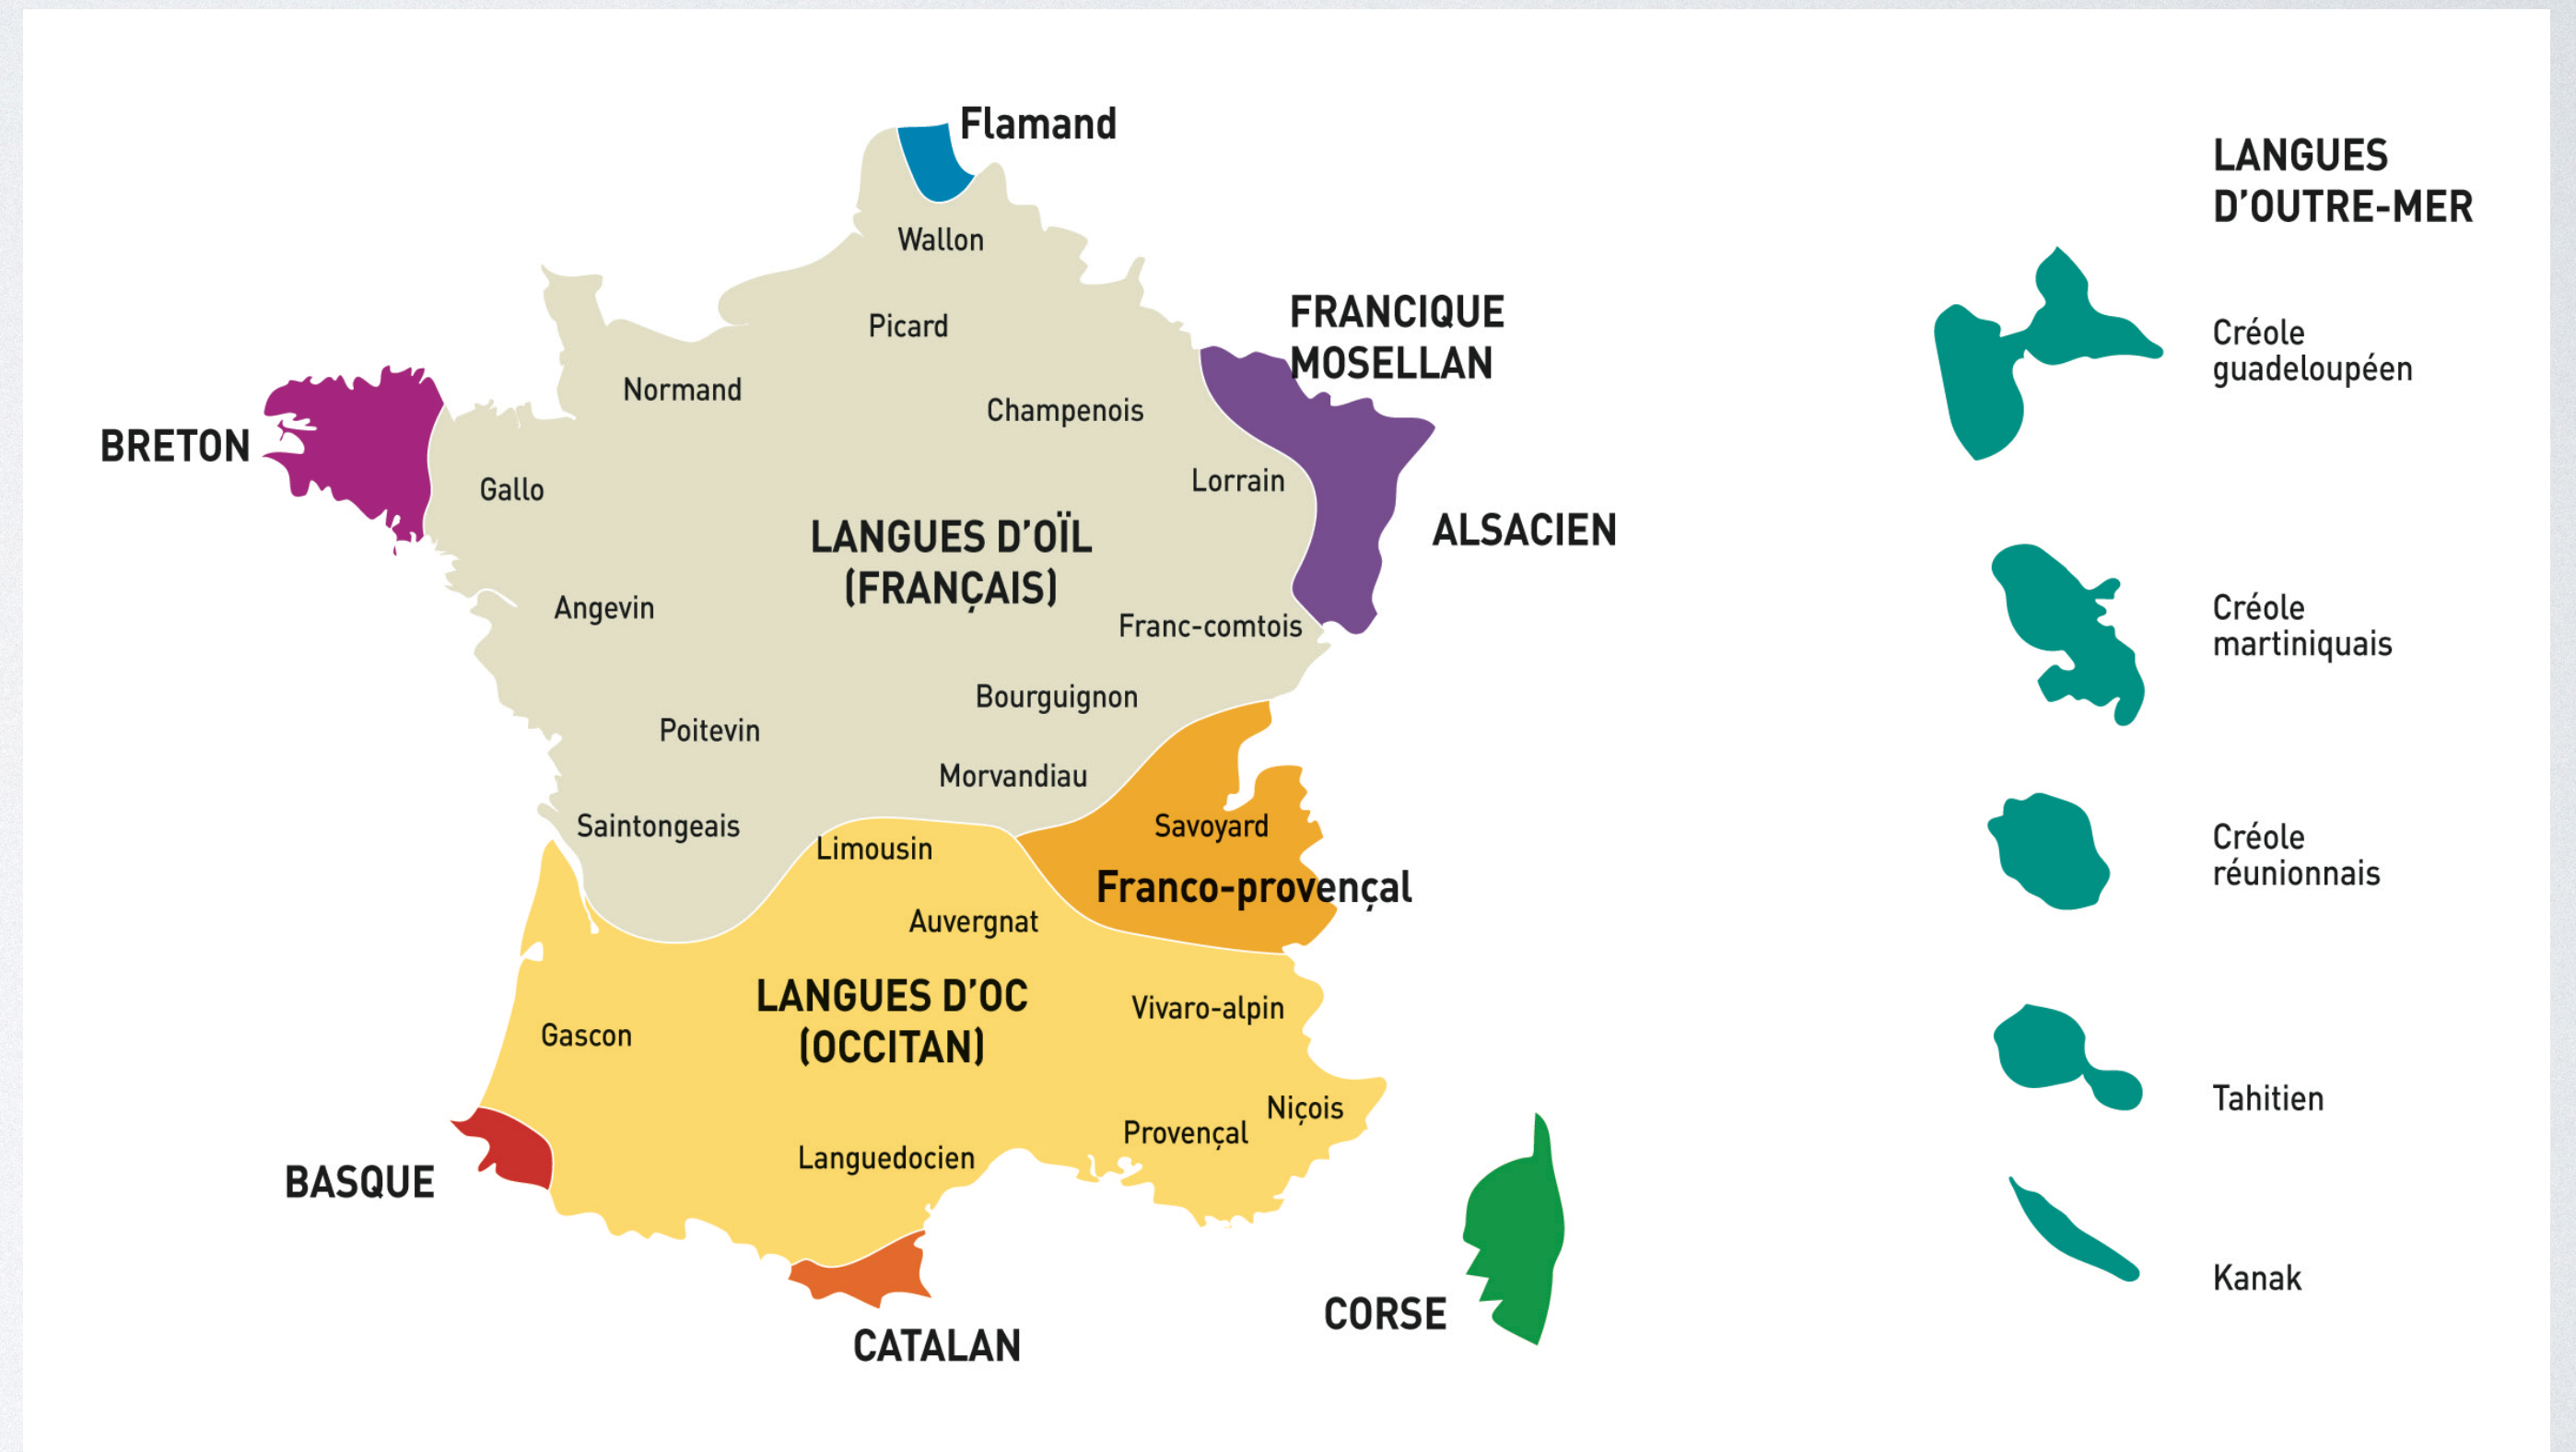 Flamand
Wallon
Picard
Normand
Champenois
FRANCIQUE
MOSELLAN
BRETON
Gallo
Lorrain
LANGUES D'OÏL
(FRANÇAIS)
ALSACIEN
Angevin
Franc-comtois
Bourguignon
Poitevin
Morvandiau
Saintongeais
Savoyard
Limousin
Franco-provençal
Auvergnat
LANGUES D'OC
(OCCITAN)
Vivaro-alpin
Gascon
Niçois
Provençal
Languedocien
BASQUE
CORSE
CATALAN
LANGUES
D'OUTRE-MER
Créole
guadeloupéen
Créole
martiniquais
Créole
réunionnais
Tahitien
Kanak